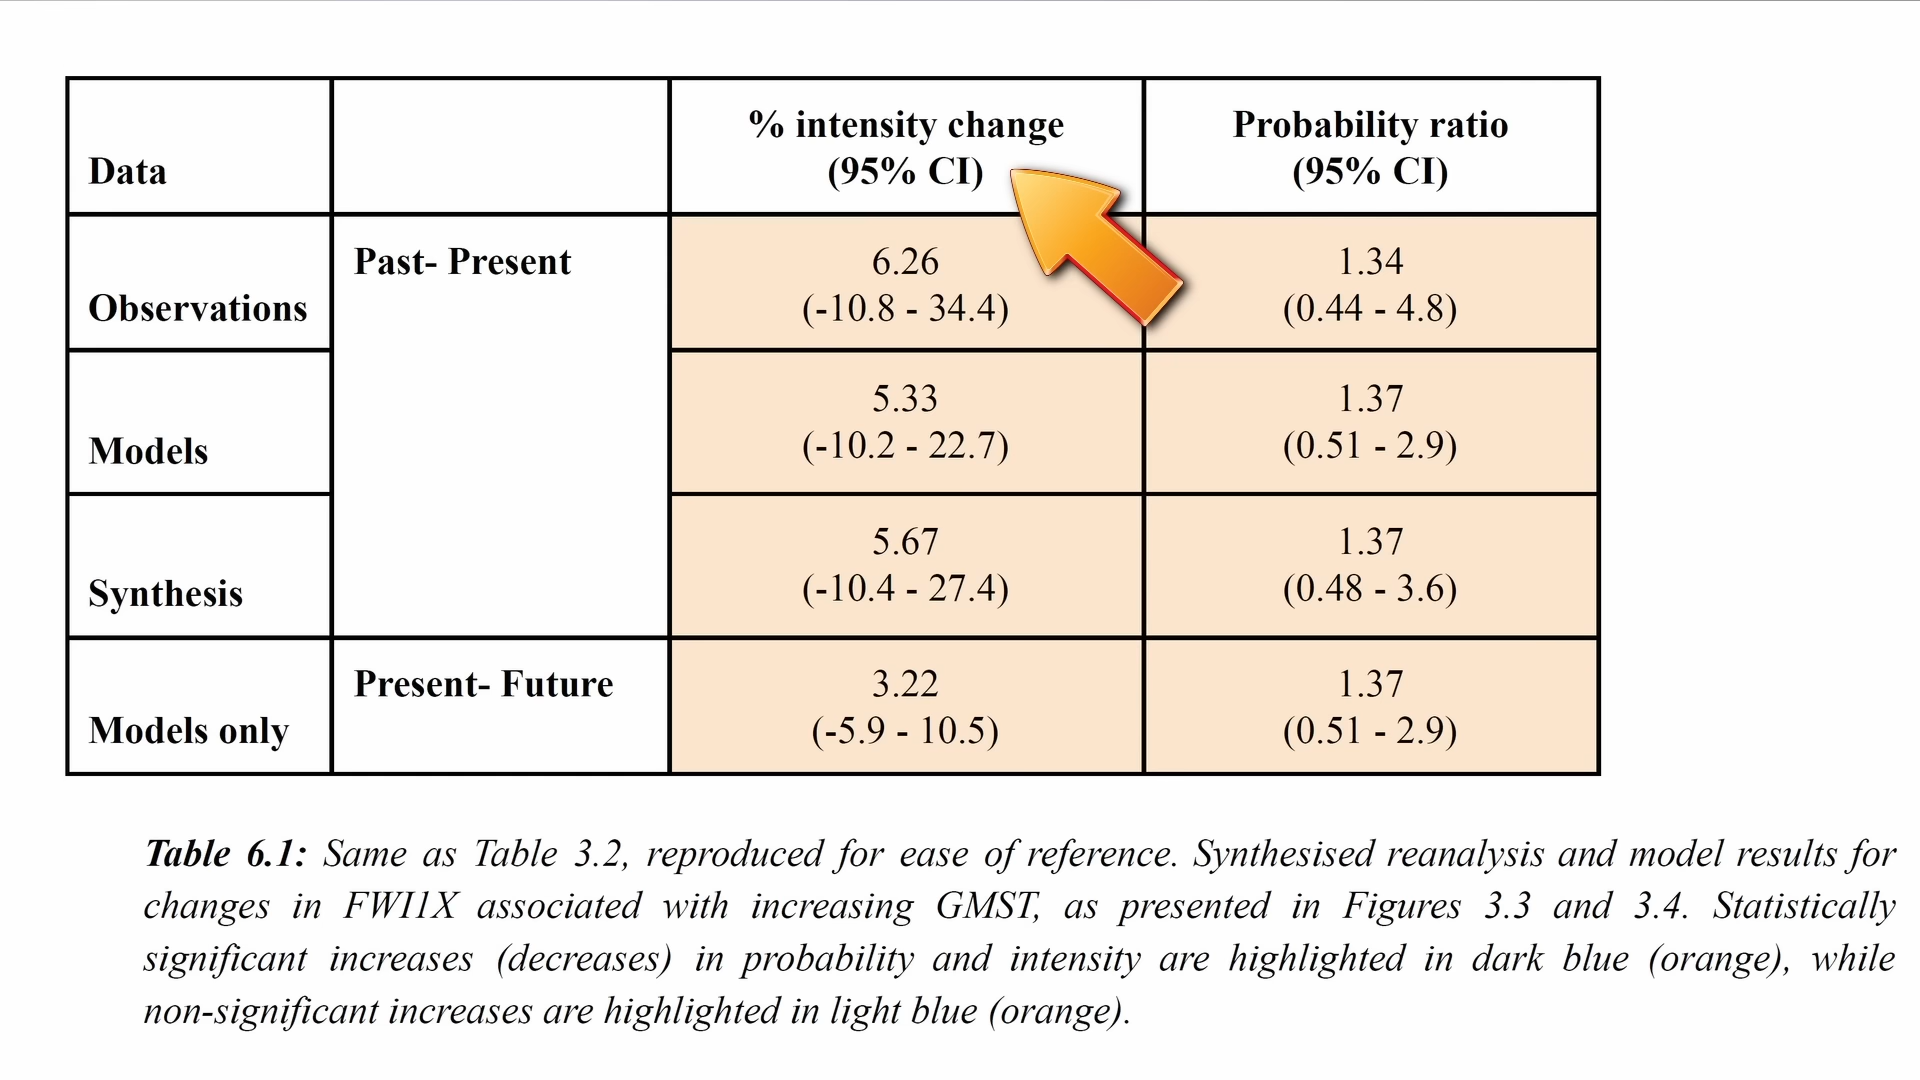 Data
% intensity change
(95% CI)
Probability ratio
(95% CI)
Observations
Past- Present
6.26
(-10.8 - 34.4)
1.34
(0.44 - 4.8)
Models
5.33
(-10.2 - 22.7)
1.37
(0.51 - 2.9)
Synthesis
5.67
(-10.4 - 27.4)
1.37
(0.48 - 3.6)
Models only
Present- Future
3.22
(-5.9 - 10.5)
1.37
(0.51 - 2.9)
Table 6.1: Same as Table 3.2, reproduced for ease of reference. Synthesised reanalysis and model results for
changes in FWI1X associated with increasing GMST, as presented in Figures 3.3 and 3.4. Statistically
significant increases (decreases) in probability and intensity are highlighted in dark blue (orange), while
non-significant increases are highlighted in light blue (orange).